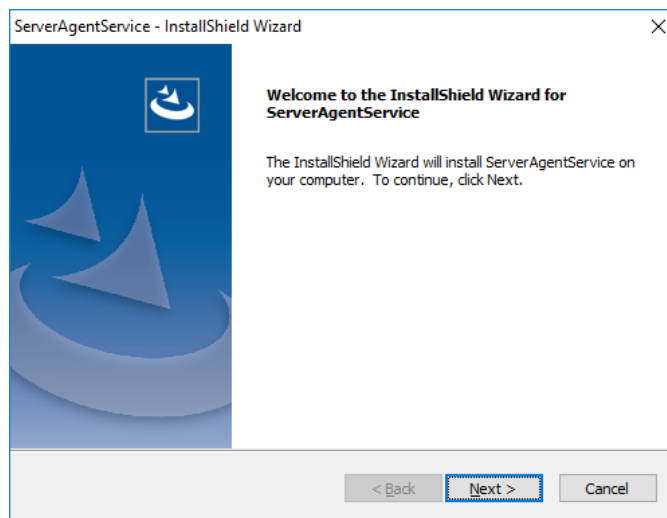 ServerAgentService - InstallShield Wizard
Welcome to the InstallShield Wizard for
ServerAgentService
The InstallShield Wizard will install ServerAgentService on
your computer.  To continue, click Next.
< Back
Next >
Cancel